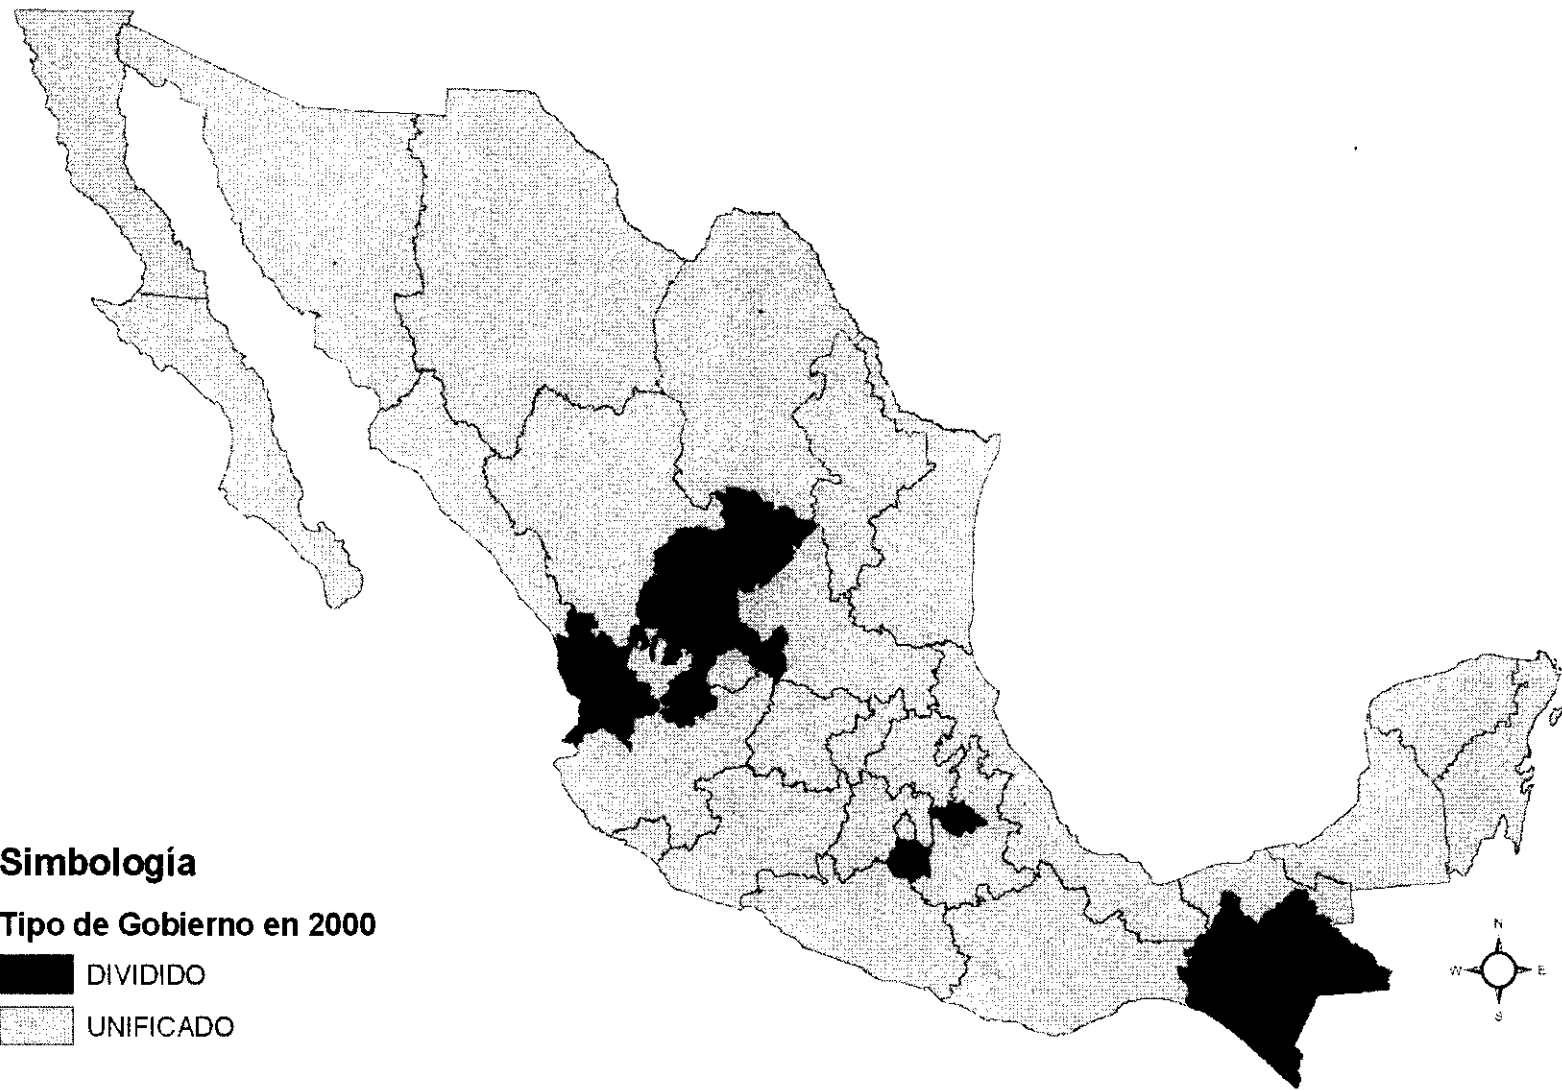 Simbología
Tipo de Gobierno en 2000
DIVIDIDO
UNIFICADO
N
W
E
S